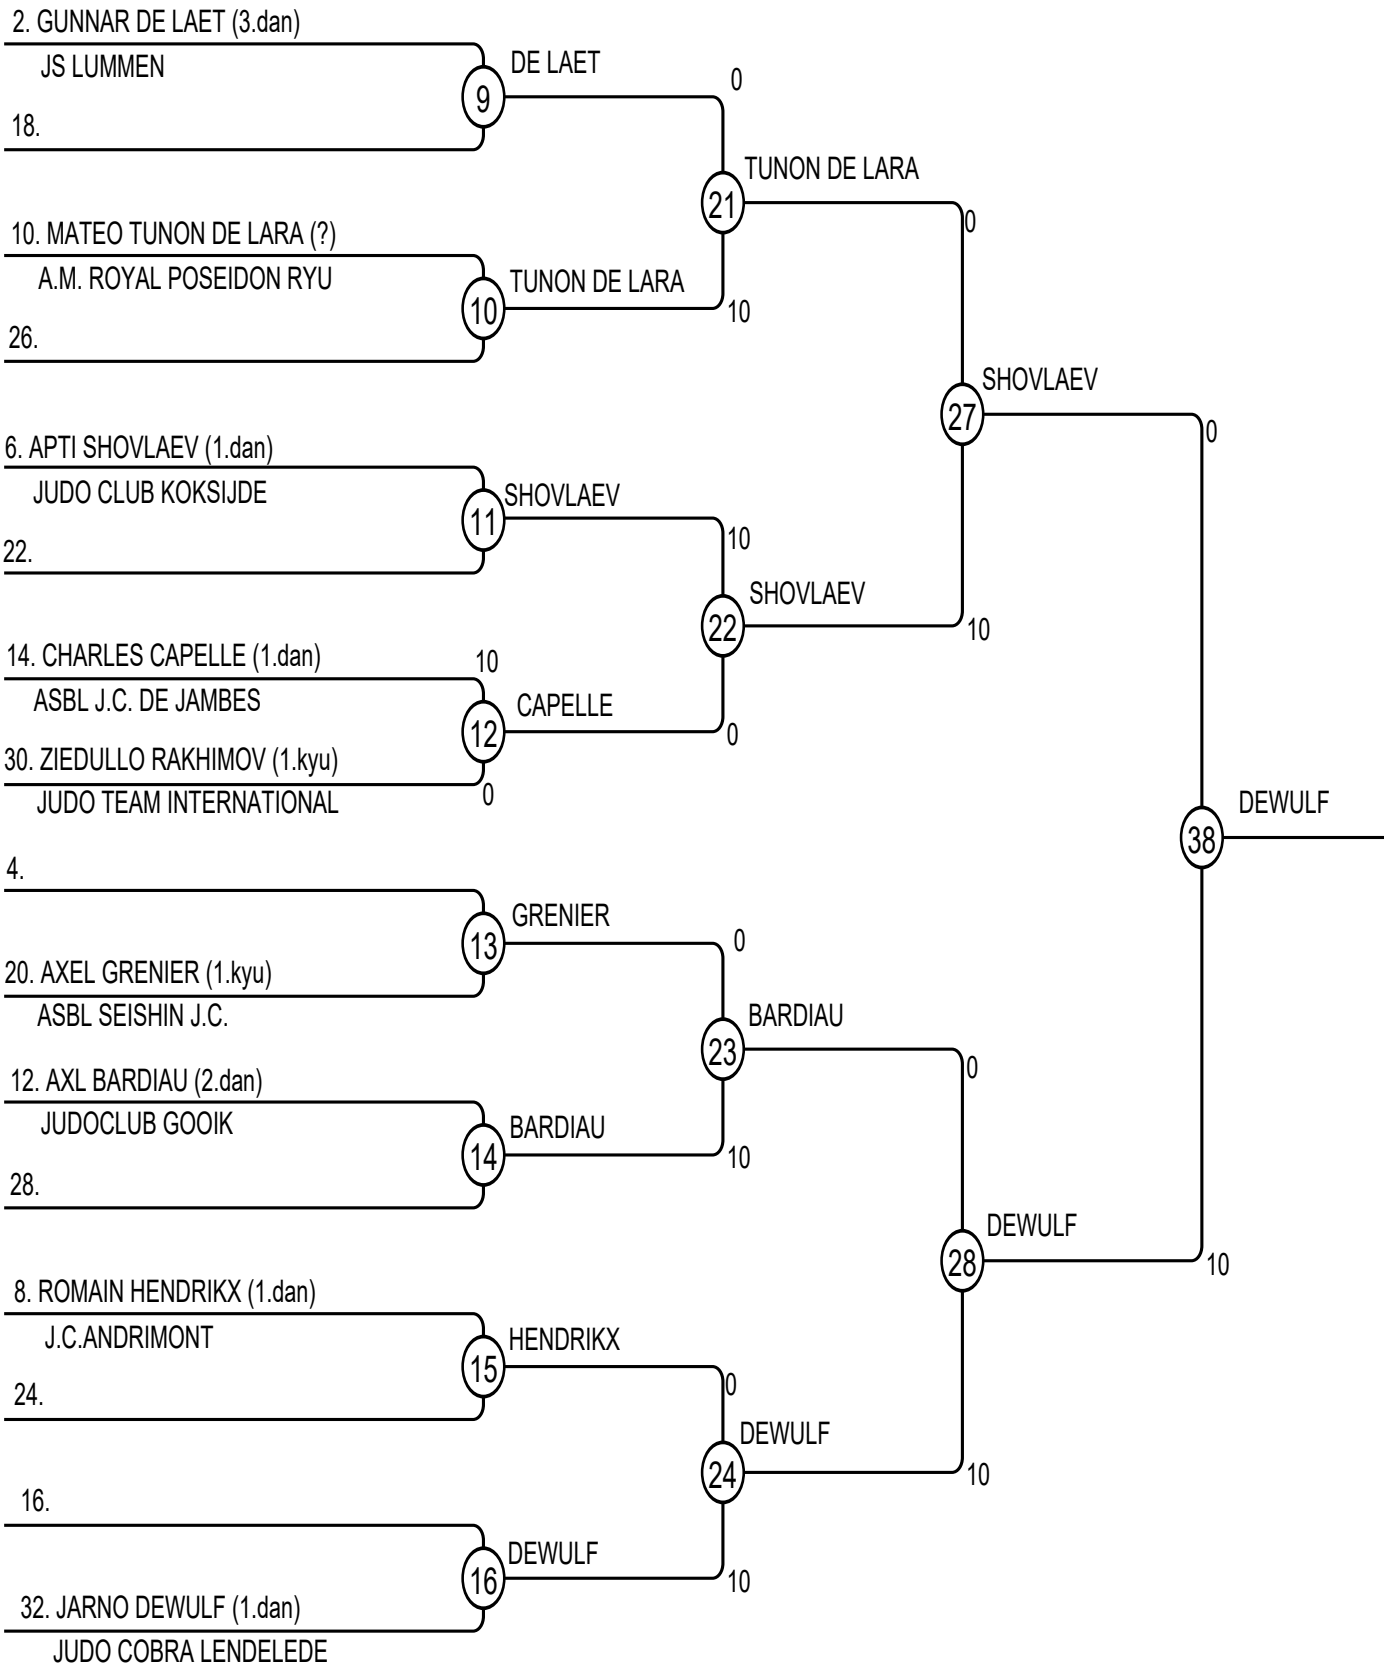 2. GUNNAR DE LAET (3.dan)
JS LUMMEN
18.
9
DE LAET
0
10. MATEO TUNON DE LARA (?)
A.M. ROYAL POSEIDON RYU
26.
10
TUNON DE LARA
10
21
TUNON DE LARA
0
6. APTI SHOVLAEV (1.dan)
JUDO CLUB KOKSIJDE
22.
11
SHOVLAEV
10
14. CHARLES CAPELLE (1.dan)
10
ASBL J.C. DE JAMBES
30. ZIEDULLO RAKHIMOV (1.kyu)
0
JUDO TEAM INTERNATIONAL
12
CAPELLE
0
22
SHOVLAEV
10
27
SHOVLAEV
0
4.
20. AXEL GRENIER (1.kyu)
ASBL SEISHIN J.C.
13
GRENIER
0
12. AXL BARDIAU (2.dan)
JUDOCLUB GOOIK
28.
14
BARDIAU
10
23
BARDIAU
0
8. ROMAIN HENDRIKX (1.dan)
J.C.ANDRIMONT
24.
15
HENDRIKX
0
16.
32. JARNO DEWULF (1.dan)
JUDO COBRA LENDELEDE
16
DEWULF
10
24
DEWULF
10
28
DEWULF
10
38
DEWULF